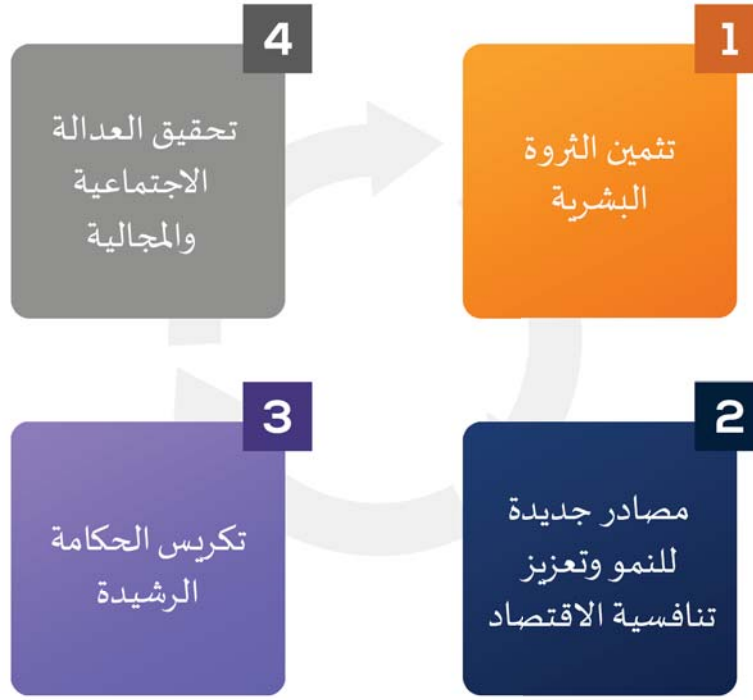 1
تثمين الثروة
البشرية
2
مصادر جديدة
للنمو وتعزيز
تنافسية الاقتصاد
3
تكريس الحكامة
الرشيدة
4
تحقيق العدالة
الاجتماعية
والمجالية